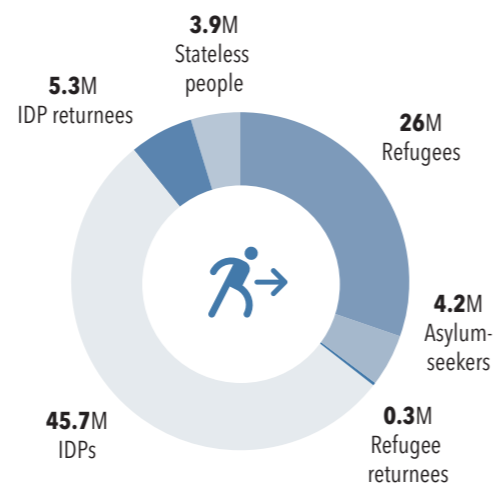 3.9M
Stateless
people
5.3M
IDP returnees
26M
Refugees
4.2M
Asylum-
seekers
0.3M
Refugee
returnees
45.7M
IDPs